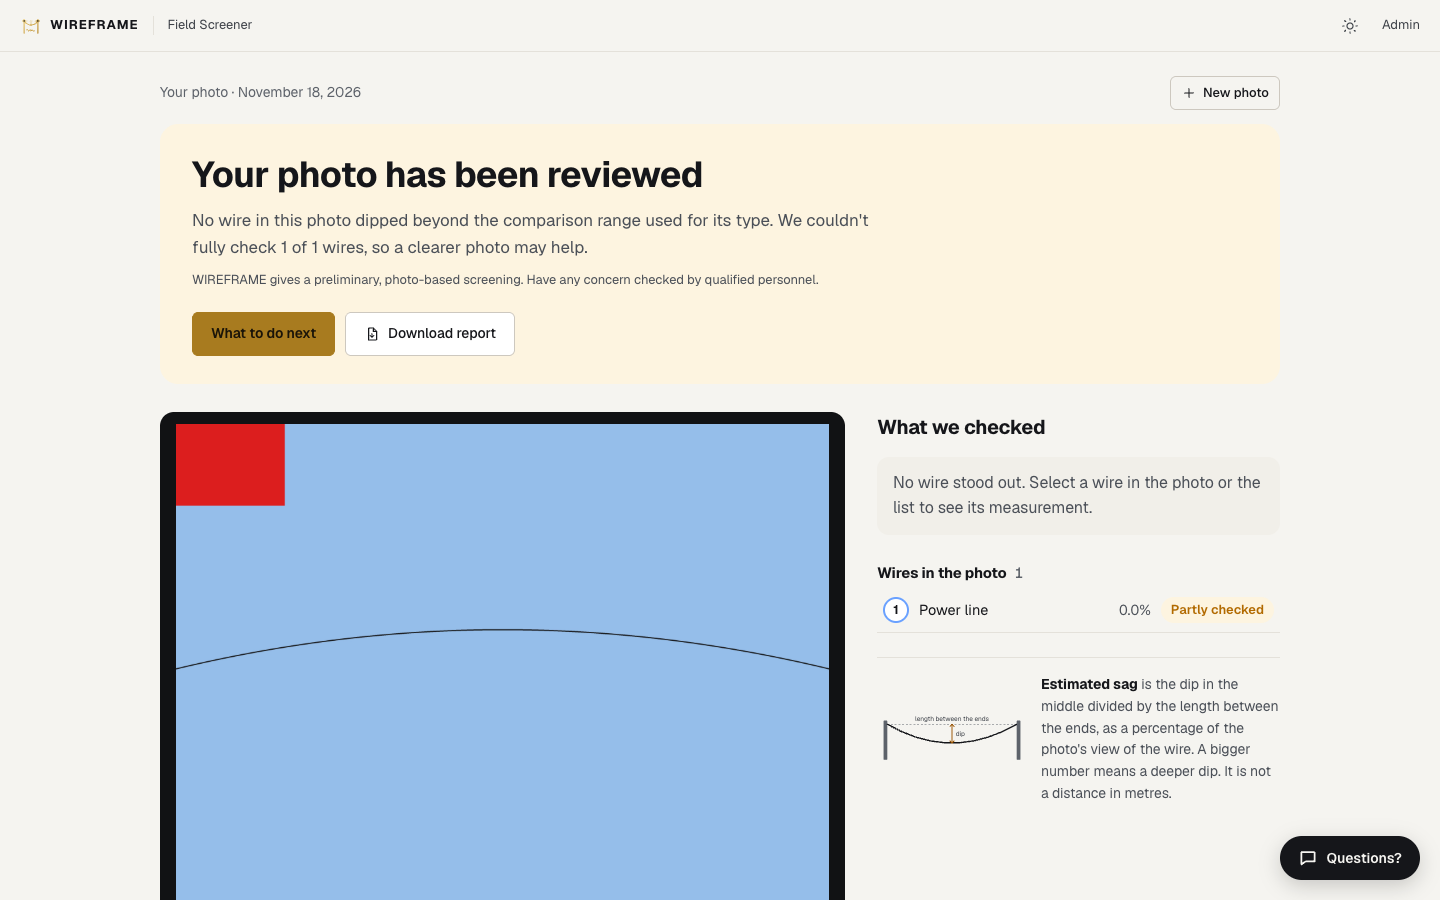 WIREFRAME
Field Screener
Admin
Your photo · November 18, 2026
New photo
Your photo has been reviewed
No wire in this photo dipped beyond the comparison range used for its type. We couldn't
fully check 1 of 1 wires, so a clearer photo may help.
WIREFRAME gives a preliminary, photo-based screening. Have any concern checked by qualified personnel.
What to do next
Download report
What we checked
No wire stood out. Select a wire in the photo or the
list to see its measurement.
Wires in the photo 1
1 Power line 0.0% Partly checked
length between the ends
dip
Estimated sag is the dip in the
middle divided by the length between
the ends, as a percentage of the
photo's view of the wire. A bigger
number means a deeper dip. It is not
a distance in metres.
Questions?